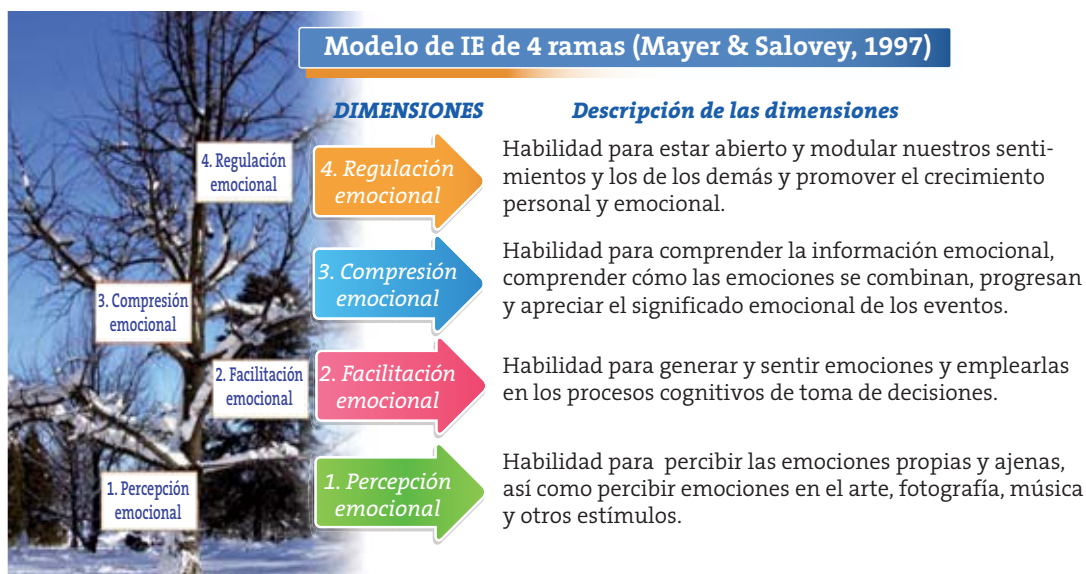 Modelo de IE de 4 ramas (Mayer & Salovey, 1997)
DIMENSIONES
Descripción de las dimensiones
4. Regulación
emocional
4. Regulación
emocional
Habilidad para estar abierto y modular nuestros senti-
mientos y los de los demás y promover el crecimiento
personal y emocional.
3. Compresión
emocional
3. Compresión
emocional
Habilidad para comprender la información emocional,
comprender cómo las emociones se combinan, progresan
y apreciar el significado emocional de los eventos.
2. Facilitación
emocional
2. Facilitación
emocional
Habilidad para generar y sentir emociones y emplearlas
en los procesos cognitivos de toma de decisiones.
1. Percepción
emocional
1. Percepción
emocional
Habilidad para percibir las emociones propias y ajenas,
así como percibir emociones en el arte, fotografía, música
y otros estímulos.